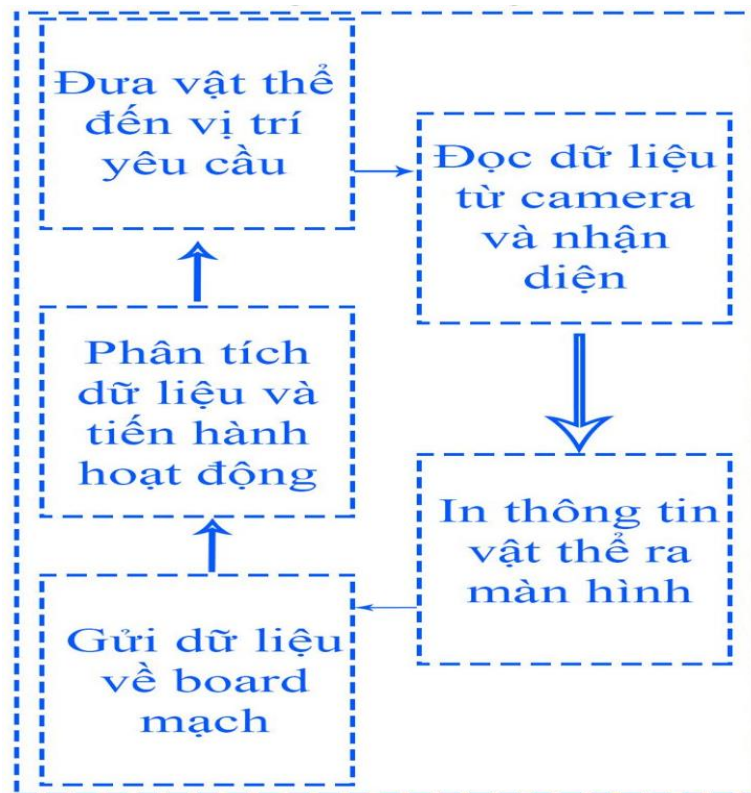 Đưa vật thể
đến vị trí
yêu cầu
Đọc dữ liệu
từ camera
và nhận
diện
In thông tin
vật thể ra
màn hình
Gửi dữ liệu
về board
mạch
Phân tích
dữ liệu và
tiến hành
hoạt động